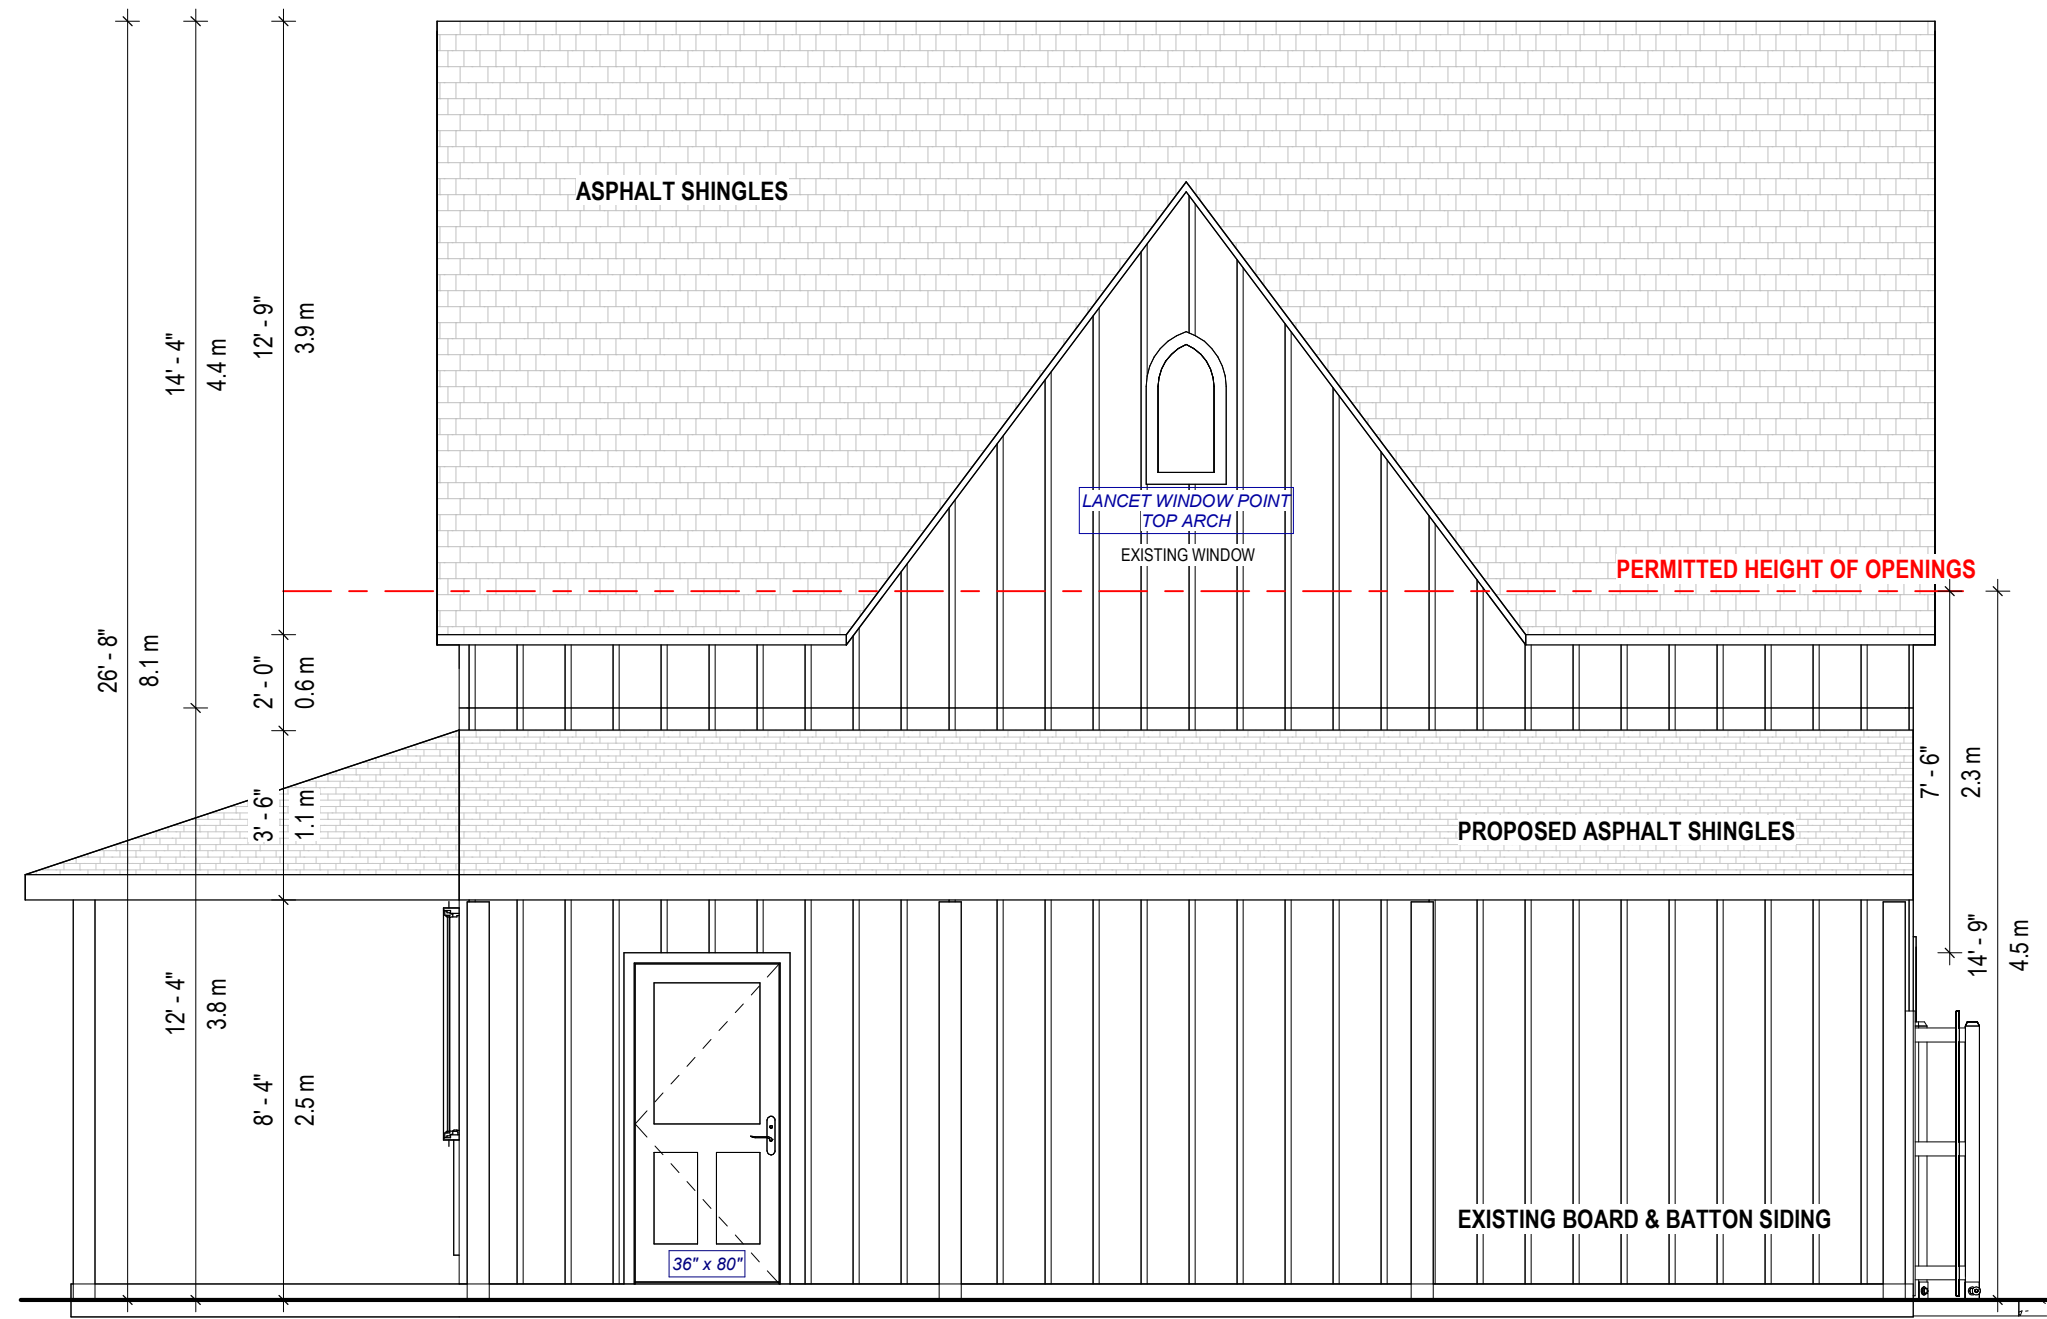 ASPHALT SHINGLES
12' - 9"
3.9 m
14' - 4"
4.4 m
LANCET WINDOW POINT
TOP ARCH
EXISTING WINDOW
PERMITTED HEIGHT OF OPENINGS
26' - 8"
8.1 m
2' - 0"
0.6 m
7' - 6"
2.3 m
3' - 6"
1.1 m
PROPOSED ASPHALT SHINGLES
14' - 9"
4.5 m
12' - 4"
3.8 m
8' - 4"
2.5 m
EXISTING BOARD & BATTON SIDING
36" x 80"